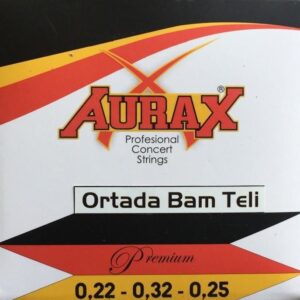 AURAX®
Profesional
Concert
Strings
Ortada Bam Teli
Premium
0,22 - 0,32 - 0,25